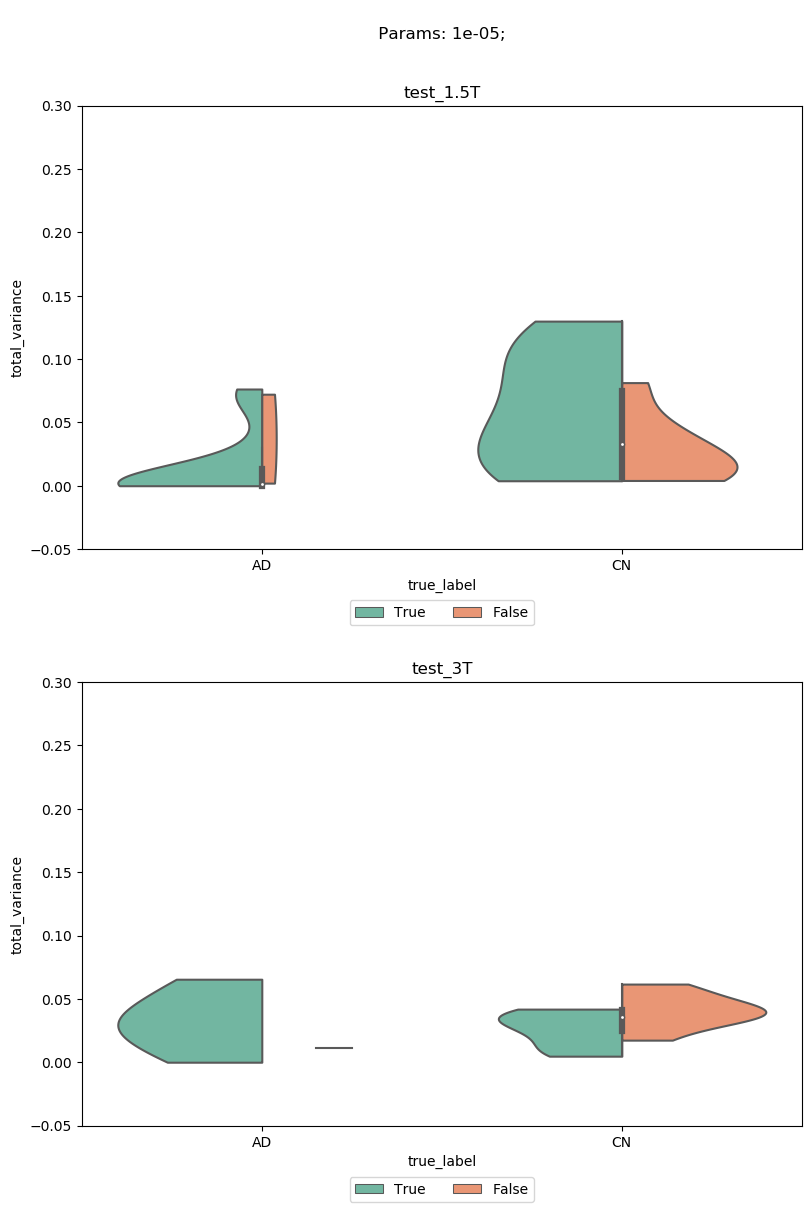 Params: 1e-05;
test_1.5T
0.30
0.25
0.20
0.15
0.10
0.05
0.00
−0.05
total_variance
AD CN
true_label
True False
test_3T
0.30
0.25
0.20
0.15
0.10
0.05
0.00
−0.05
total_variance
AD CN
true_label
True False